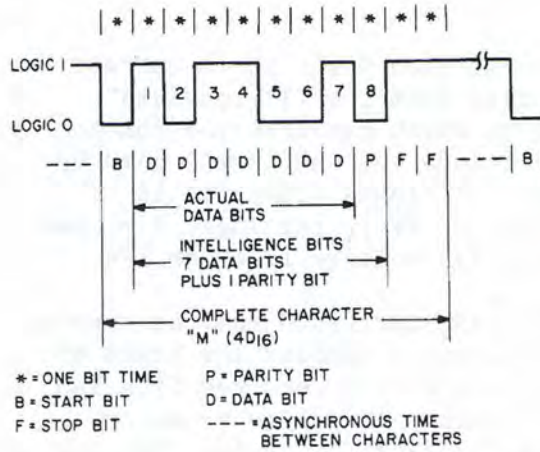 * * * * * * * * * * *
LOGIC 1
1 2 3 4 5 6 7 8
LOGIC 0
---- B D D D D D D D P F F ---- B
ACTUAL
DATA BITS
INTELLIGENCE BITS
7 DATA BITS
PLUS 1 PARITY BIT
COMPLETE CHARACTER
"M" (4D16)
* = ONE BIT TIME P = PARITY BIT
B = START BIT D = DATA BIT
F = STOP BIT ---- = ASYNCHRONOUS TIME
BETWEEN CHARACTERS